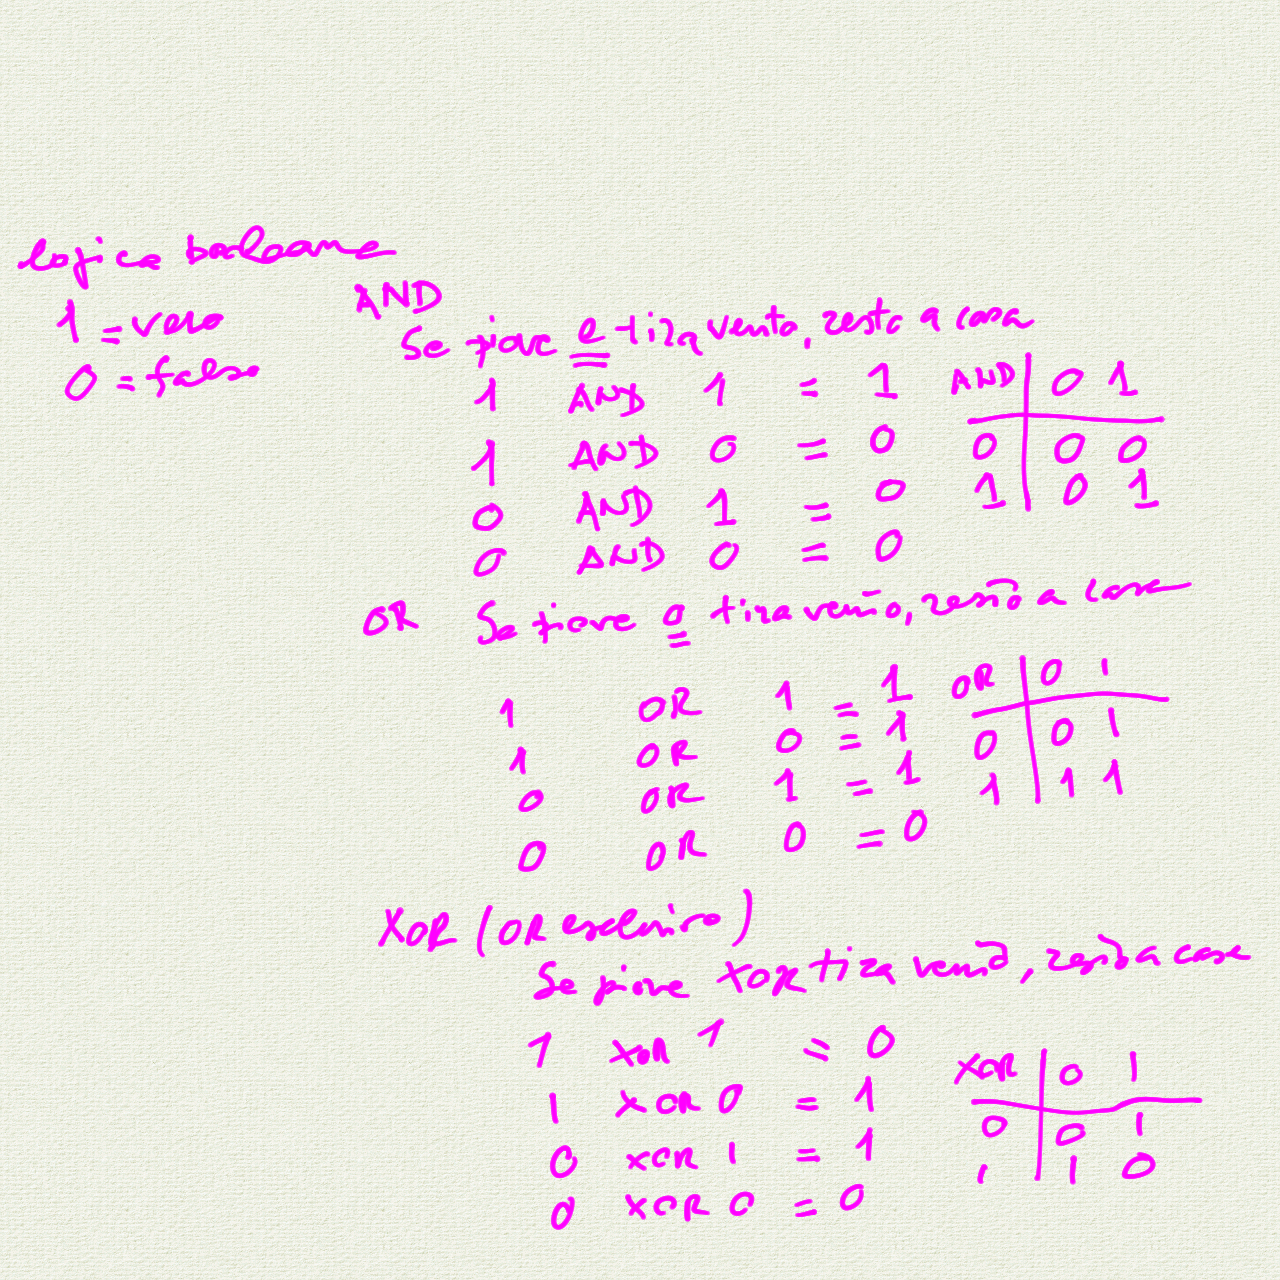 logica booleana
1 = vero
0 = falso
AND
Se piove e tira vento, resto a casa
1 AND 1 = 1
1 AND 0 = 0
0 AND 1 = 0
0 AND 0 = 0
AND 0 1
0 0 0
1 0 1
OR Se piove o tira vento, resto a casa
1 OR 1 = 1
1 OR 0 = 1
0 OR 1 = 1
0 OR 0 = 0
OR 0 1
0 0 1
1 1 1
XOR (OR esclusivo)
Se piove XOR tira vento, resto a casa
1 XOR 1 = 0
1 XOR 0 = 1
0 XOR 1 = 1
0 XOR 0 = 0
XOR 0 1
0 0 1
1 1 0